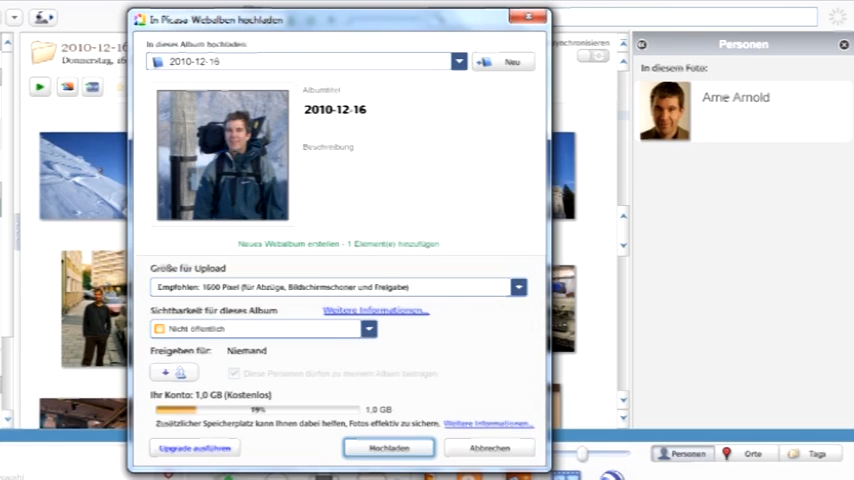 In Picasa Webalben hochladen
In dieses Album hochladen:
2010-12-16
Neu
Albumtitel
2010-12-16
Beschreibung
Neues Webalbum erstellen - 1 Element(e) hinzufügen
Größe für Upload
Empfohlen: 1600 Pixel (für Abzüge, Bildschirmschoner und Freigabe)
Sichtbarkeit für dieses Album
Weitere Informationen...
Nicht öffentlich
Freigeben für:
Niemand
Diese Personen dürfen zu meinem Album beitragen
Ihr Konto: 1,0 GB (Kostenlos)
19%
1,0 GB
Zusätzlicher Speicherplatz kann Ihnen dabei helfen, Fotos effektiv zu sichern.
Weitere Informationen...
Upgrade ausführen
Hochladen
Abbrechen
2010-12-16
Donnerstag,
Personen
In diesem Foto:
Arne Arnold
Personen
Orte
Tags